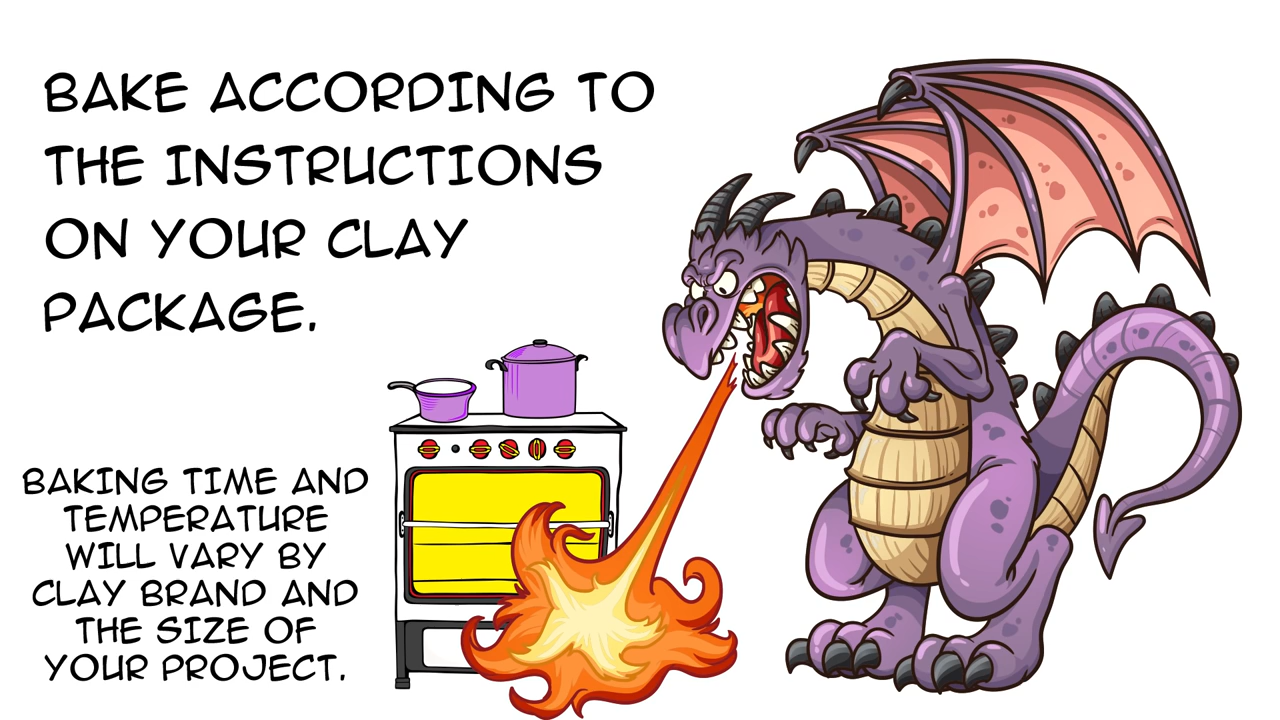 BAKE ACCORDING TO
THE INSTRUCTIONS
ON YOUR CLAY
PACKAGE.
BAKING TIME AND
TEMPERATURE
WILL VARY BY
CLAY BRAND AND
THE SIZE OF
YOUR PROJECT.